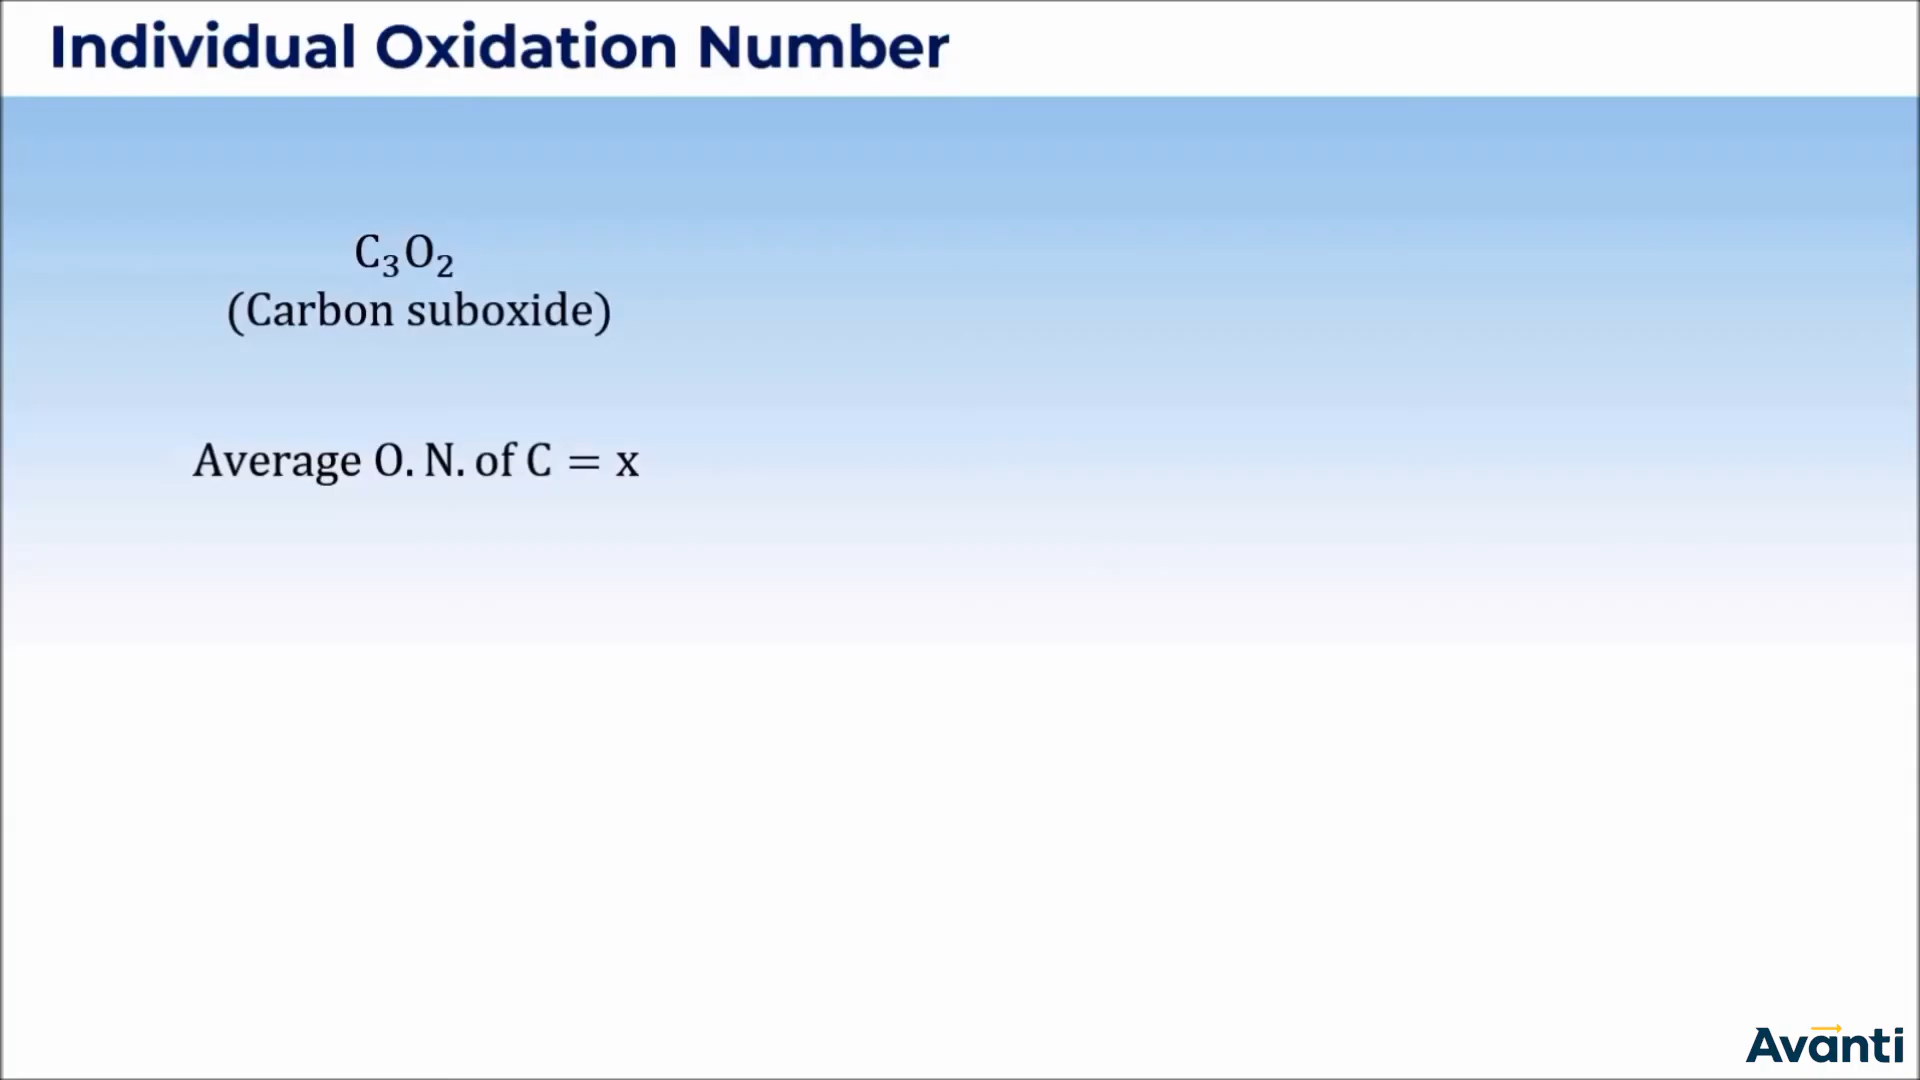 Individual Oxidation Number
C₃O₂
(Carbon suboxide)
Average O. N. of C = x
Avanti